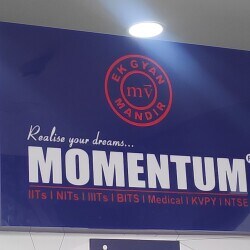 EK GYAN
mv̄
MANDIR
Realise your dreams...
MOMENTUM
IITs | NITs | IIITs | BITS | Medical | KVPY | NTSE